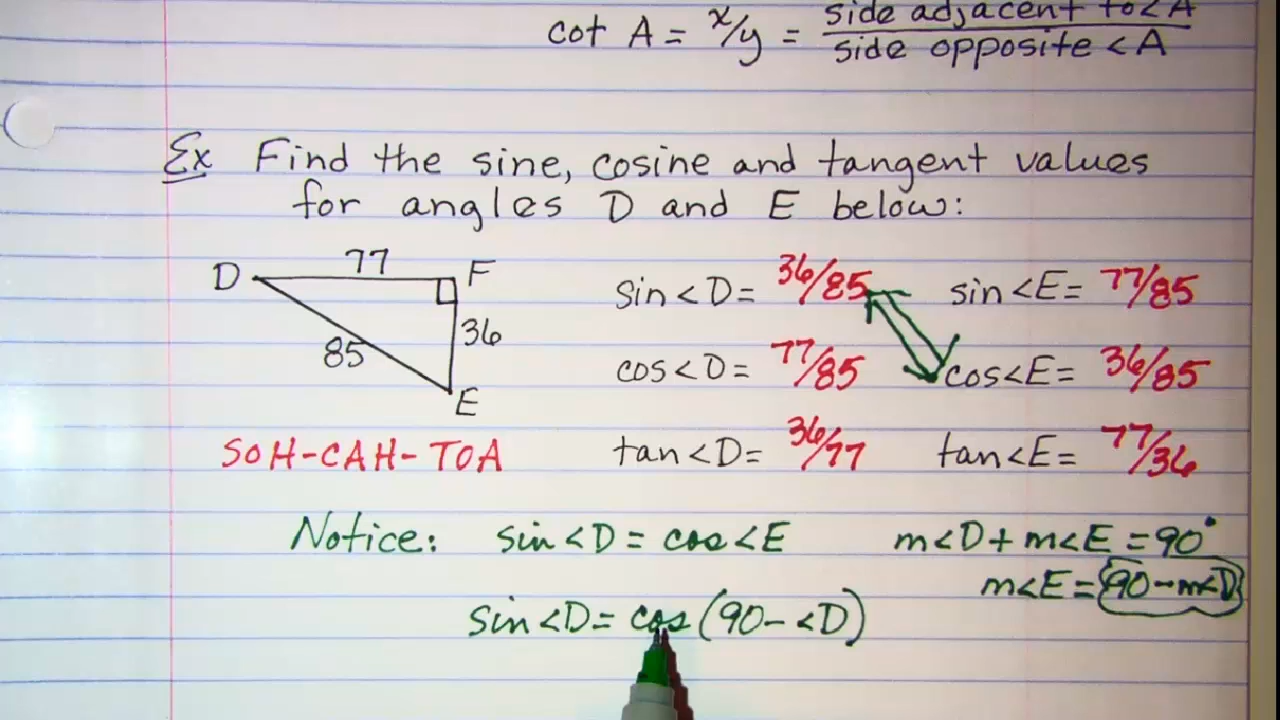 cot A = x/y = side adjacent to <A / side opposite <A
Ex Find the sine, cosine and tangent values
for angles D and E below:
D 77 F
85 36
E
sin<D = 36/85 sin<E = 77/85
cos<D = 77/85 cos<E = 36/85
SOH-CAH-TOA tan<D = 36/77 tan<E = 77/36
Notice: sin<D = cos<E m<D + m<E = 90°
m<E = 90 - m<D
sin<D = cos(90 - <D)